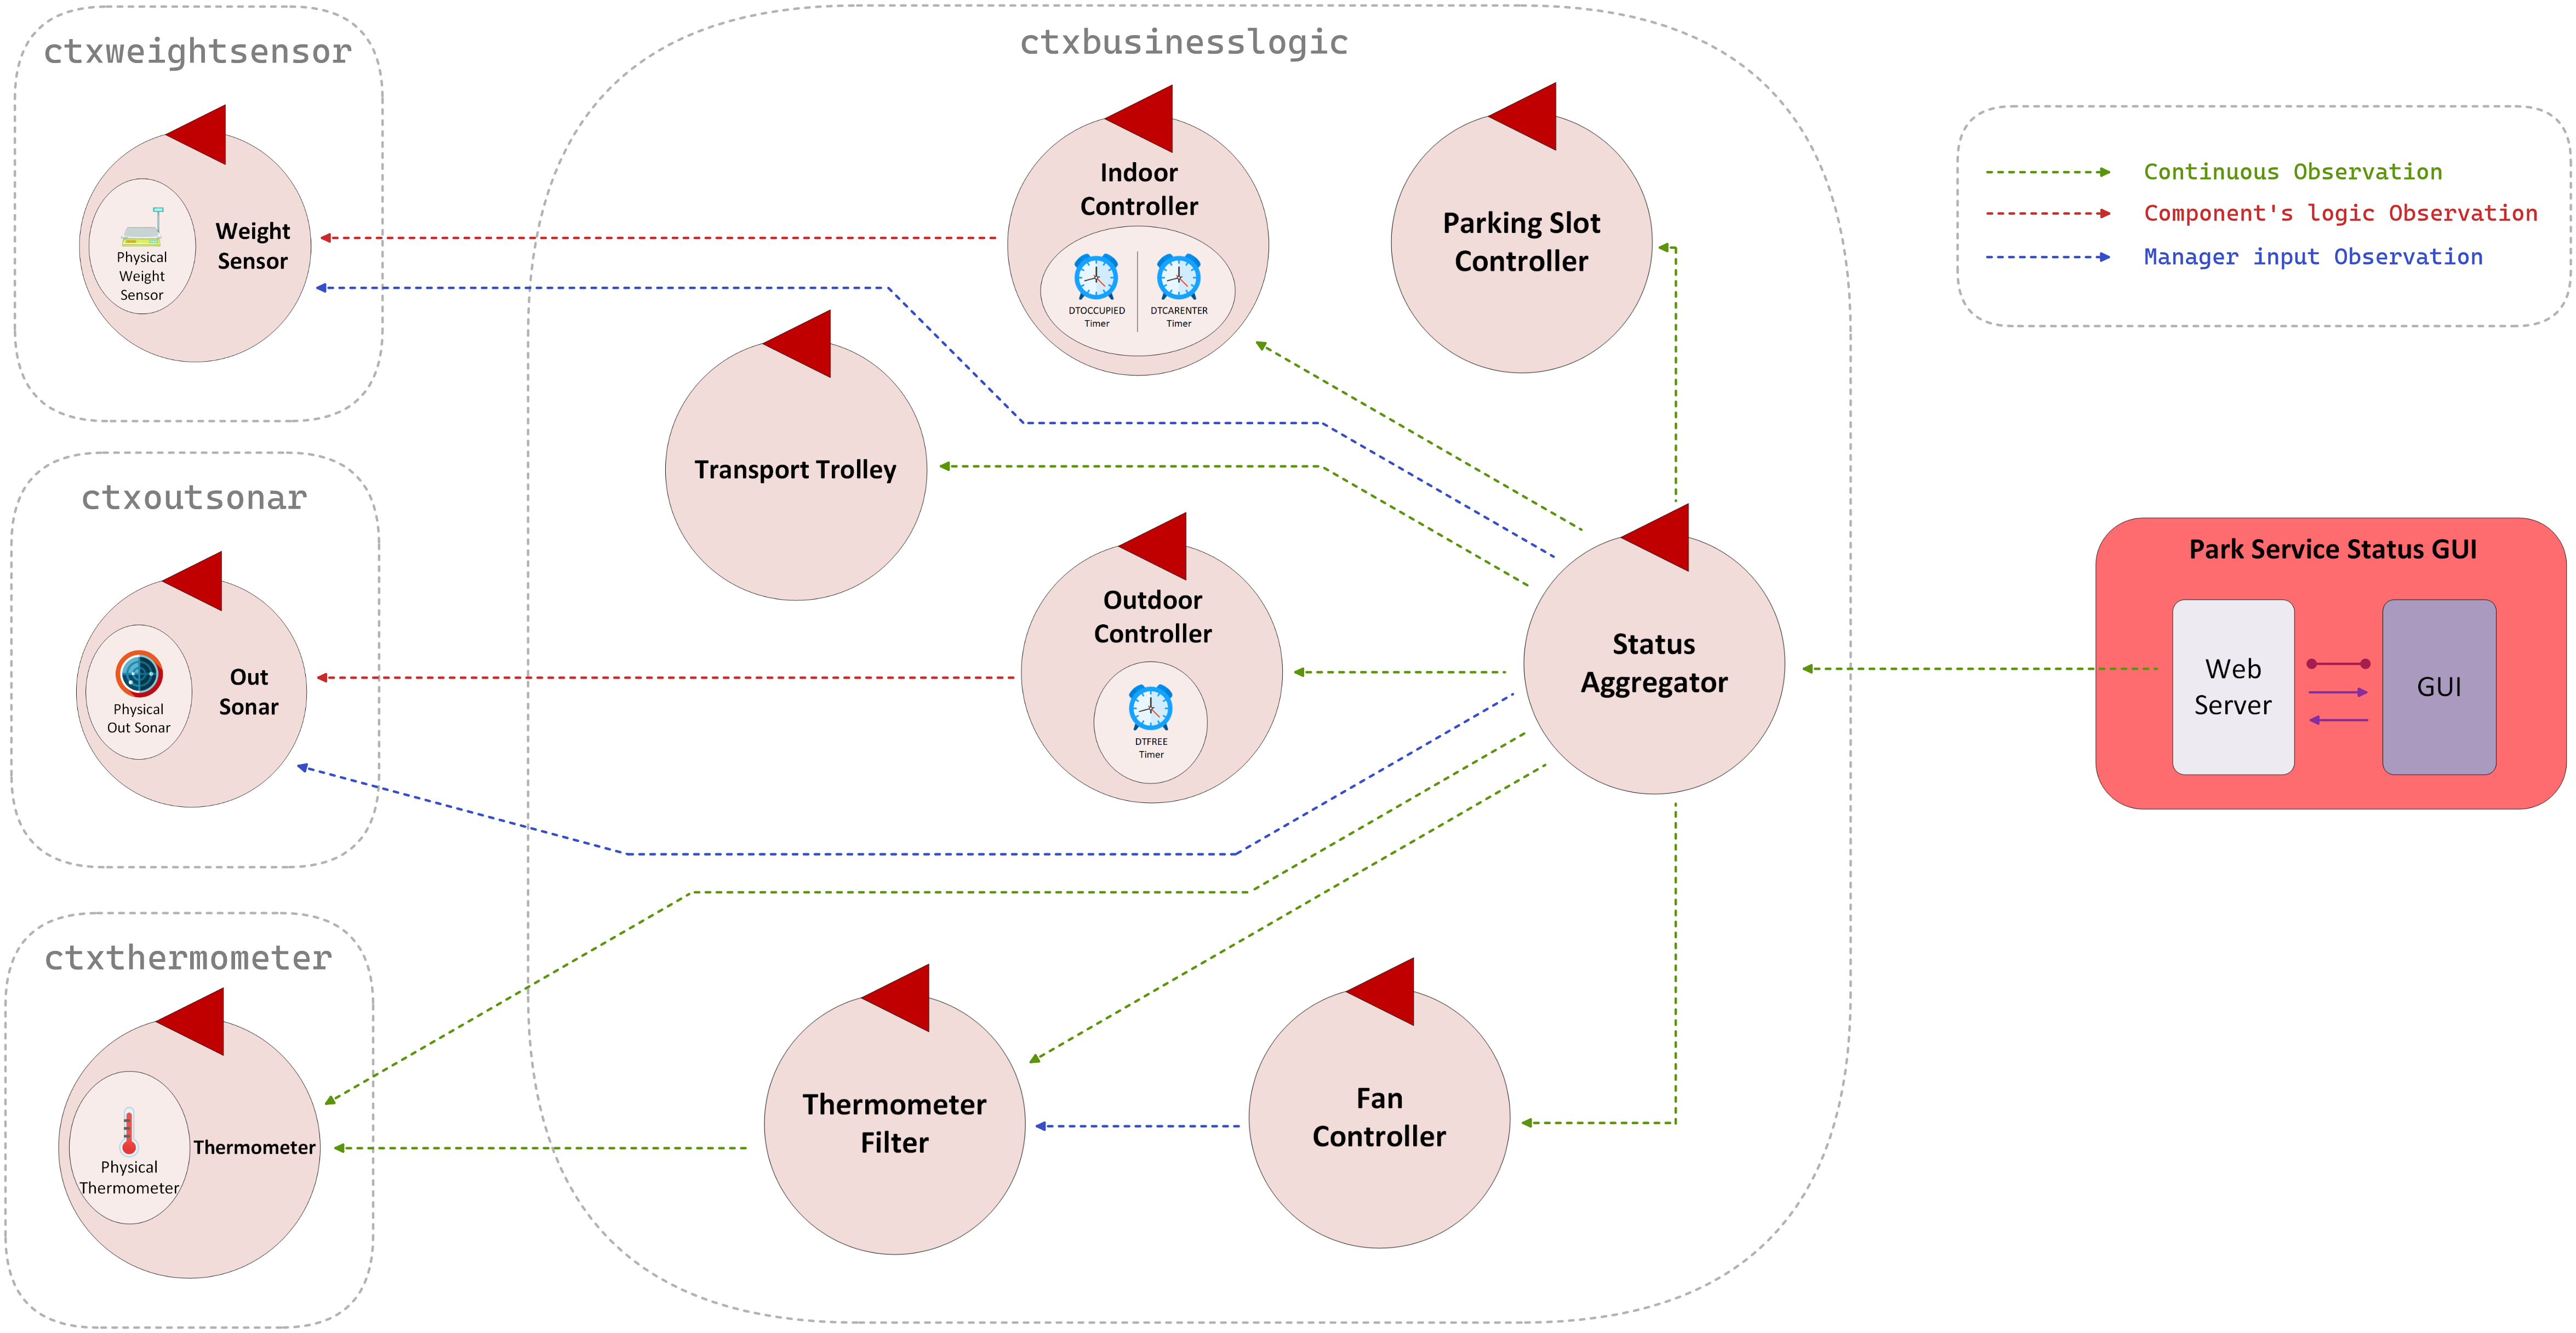 ctxweightsensor
Weight
Sensor
Physical
Weight
Sensor
ctxoutsonar
Out
Sonar
Physical
Out Sonar
ctxthermometer
Thermometer
Physical
Thermometer
ctxbusinesslogic
Indoor
Controller
DTOCCUPIED
Timer
DTCARENTER
Timer
Parking Slot
Controller
Transport Trolley
Outdoor
Controller
DTFREE
Timer
Status
Aggregator
Thermometer
Filter
Fan
Controller
Continuous Observation
Component's logic Observation
Manager input Observation
Park Service Status GUI
Web
Server
GUI